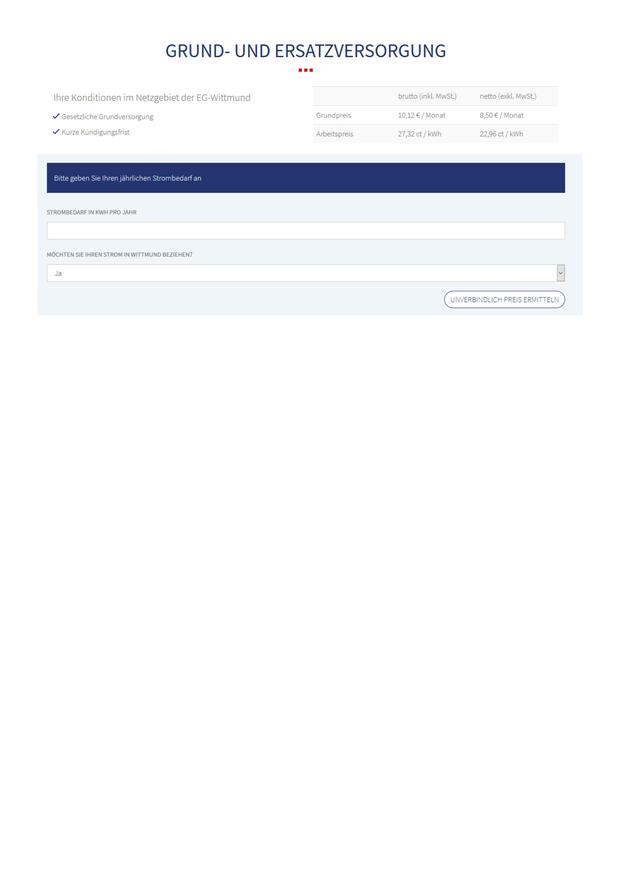 GRUND- UND ERSATZVERSORGUNG
Ihre Konditionen im Netzgebiet der EG-Wittmund
Gesetzliche Grundversorgung
Kurze Kündigungsfrist
brutto (inkl. MwSt.) netto (exkl. MwSt.)
Grundpreis 10,12 € / Monat 8,50 € / Monat
Arbeitspreis 27,32 ct / kWh 22,96 ct / kWh
Bitte geben Sie Ihren jährlichen Strombedarf an
STROMBEDARF IN KWH PRO JAHR
MÖCHTEN SIE IHREN STROM IN WITTMUND BEZIEHEN?
Ja
UNVERBINDLICH PREIS ERMITTELN